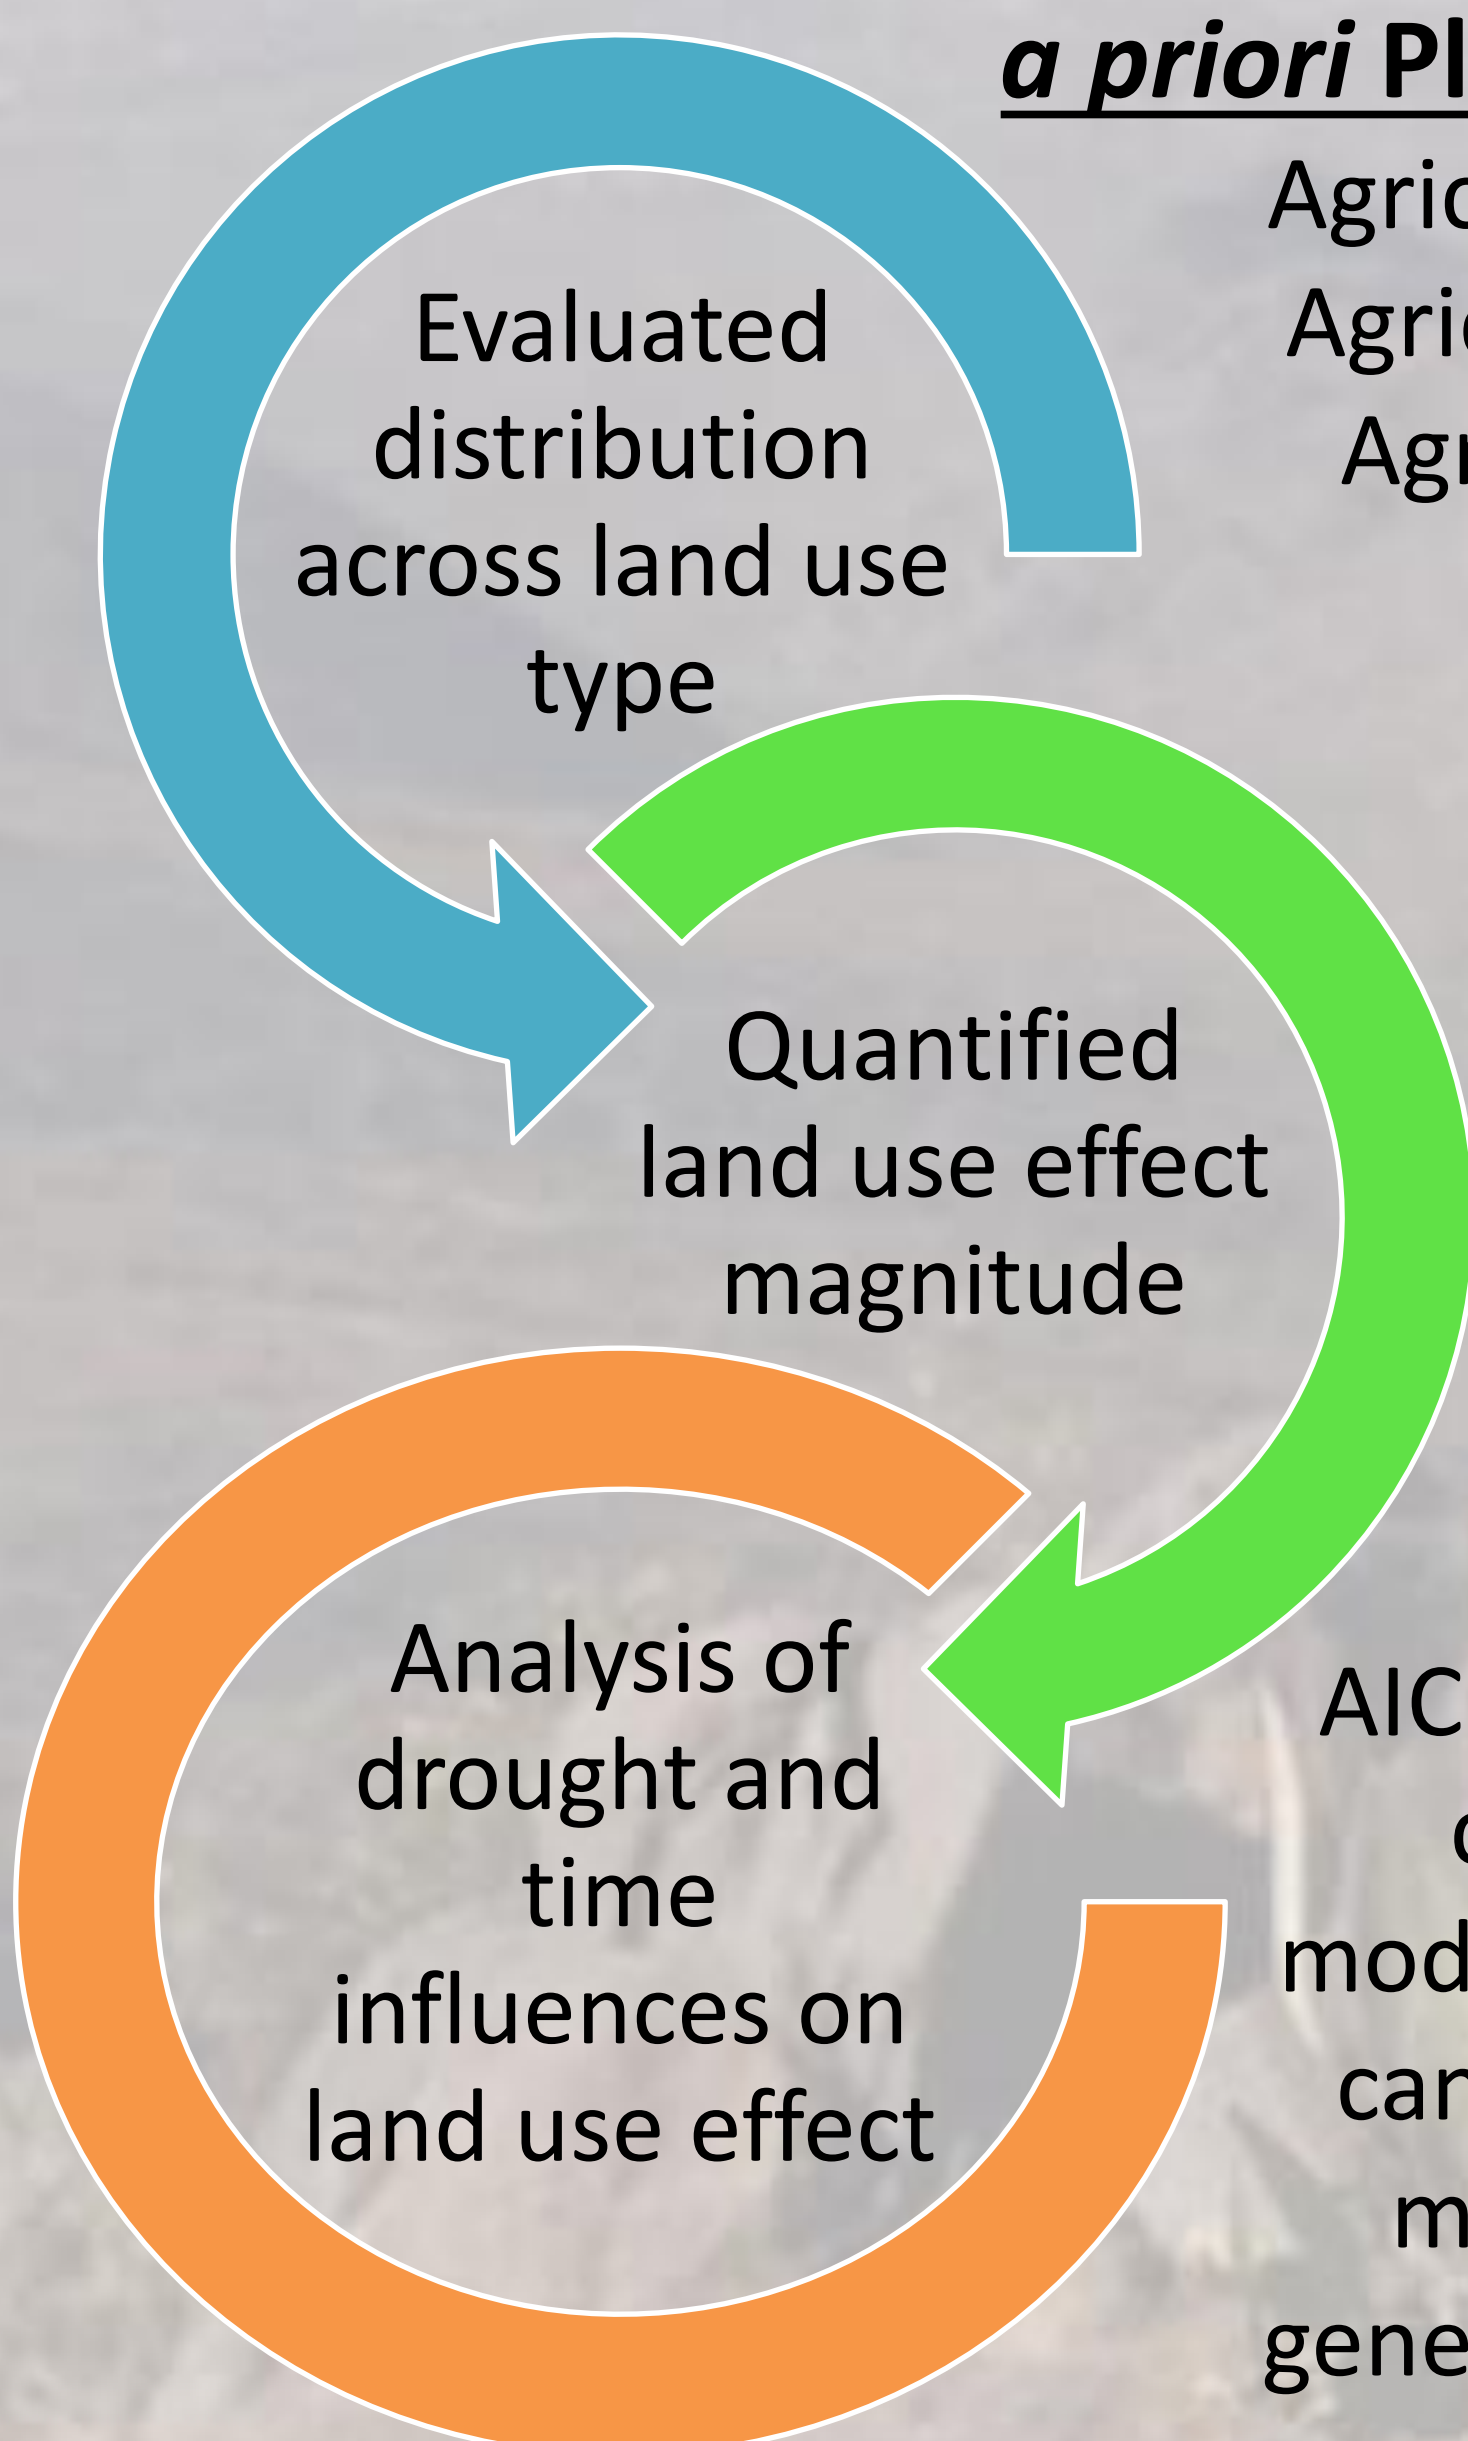 a priori
Evaluated
distribution
across land use
type
Quantified
land use effect
magnitude
Analysis of
drought and
time
influences on
land use effect
AIC